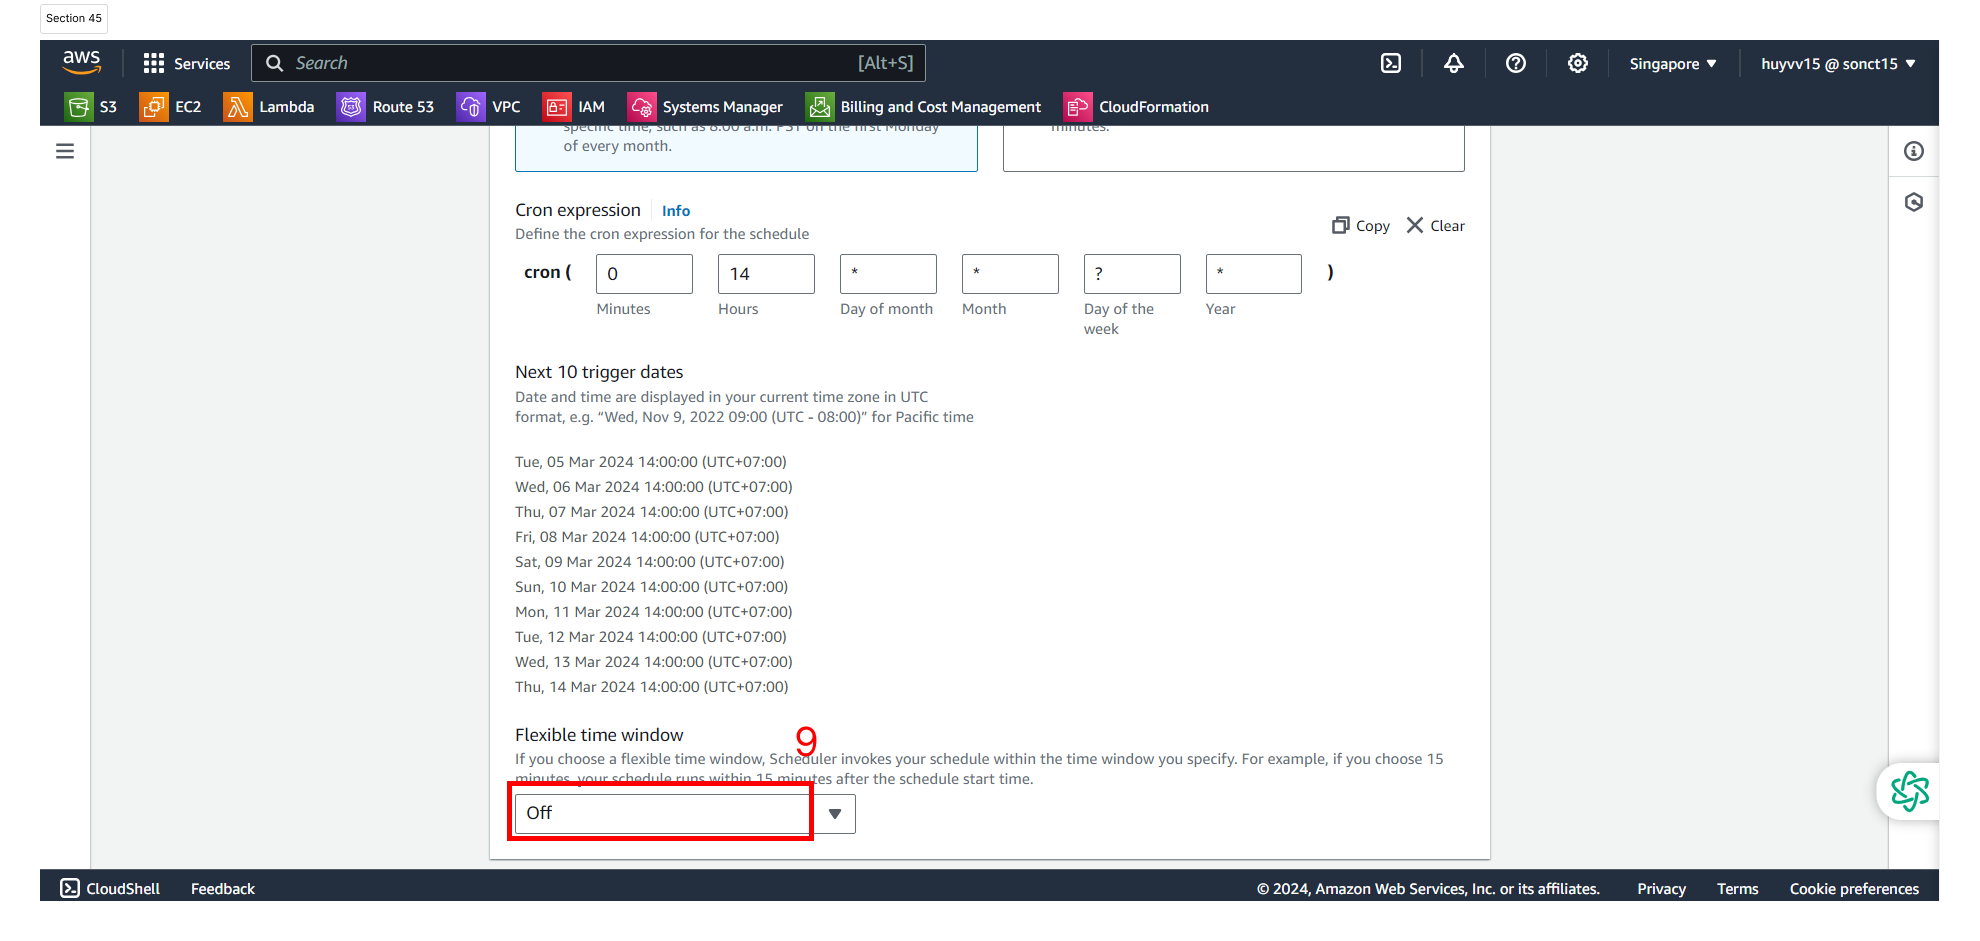 Section 45
aws Services Search [Alt+S] Singapore ▼ huyvv15 @ sonct15 ▼
S3 EC2 Lambda Route 53 VPC IAM Systems Manager Billing and Cost Management CloudFormation
specific time, such as 8:00 a.m. PST on the first Monday
of every month.
minutes.
Cron expression Info
Define the cron expression for the schedule
Copy Clear
cron ( 0 14 * * ? * )
Minutes Hours Day of month Month Day of the week Year
Next 10 trigger dates
Date and time are displayed in your current time zone in UTC
format, e.g. “Wed, Nov 9, 2022 09:00 (UTC - 08:00)” for Pacific time
Tue, 05 Mar 2024 14:00:00 (UTC+07:00)
Wed, 06 Mar 2024 14:00:00 (UTC+07:00)
Thu, 07 Mar 2024 14:00:00 (UTC+07:00)
Fri, 08 Mar 2024 14:00:00 (UTC+07:00)
Sat, 09 Mar 2024 14:00:00 (UTC+07:00)
Sun, 10 Mar 2024 14:00:00 (UTC+07:00)
Mon, 11 Mar 2024 14:00:00 (UTC+07:00)
Tue, 12 Mar 2024 14:00:00 (UTC+07:00)
Wed, 13 Mar 2024 14:00:00 (UTC+07:00)
Thu, 14 Mar 2024 14:00:00 (UTC+07:00)
Flexible time window
9
If you choose a flexible time window, Scheduler invokes your schedule within the time window you specify. For example, if you choose 15
minutes, your schedule runs within 15 minutes after the schedule start time.
Off
CloudShell Feedback © 2024, Amazon Web Services, Inc. or its affiliates. Privacy Terms Cookie preferences